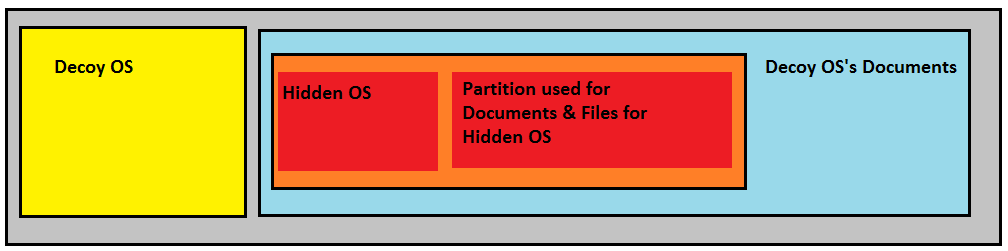 Decoy OS
Hidden OS
Partition used for
Documents & Files for
Hidden OS
Decoy OS's Documents